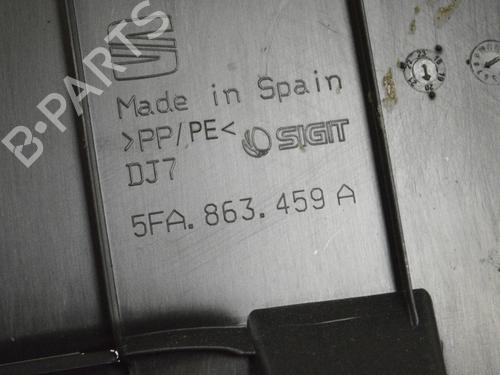 B-PARTS
Made in Spain
>PP/PE< SIGIT
DJ7
5FA. 863. 459 A